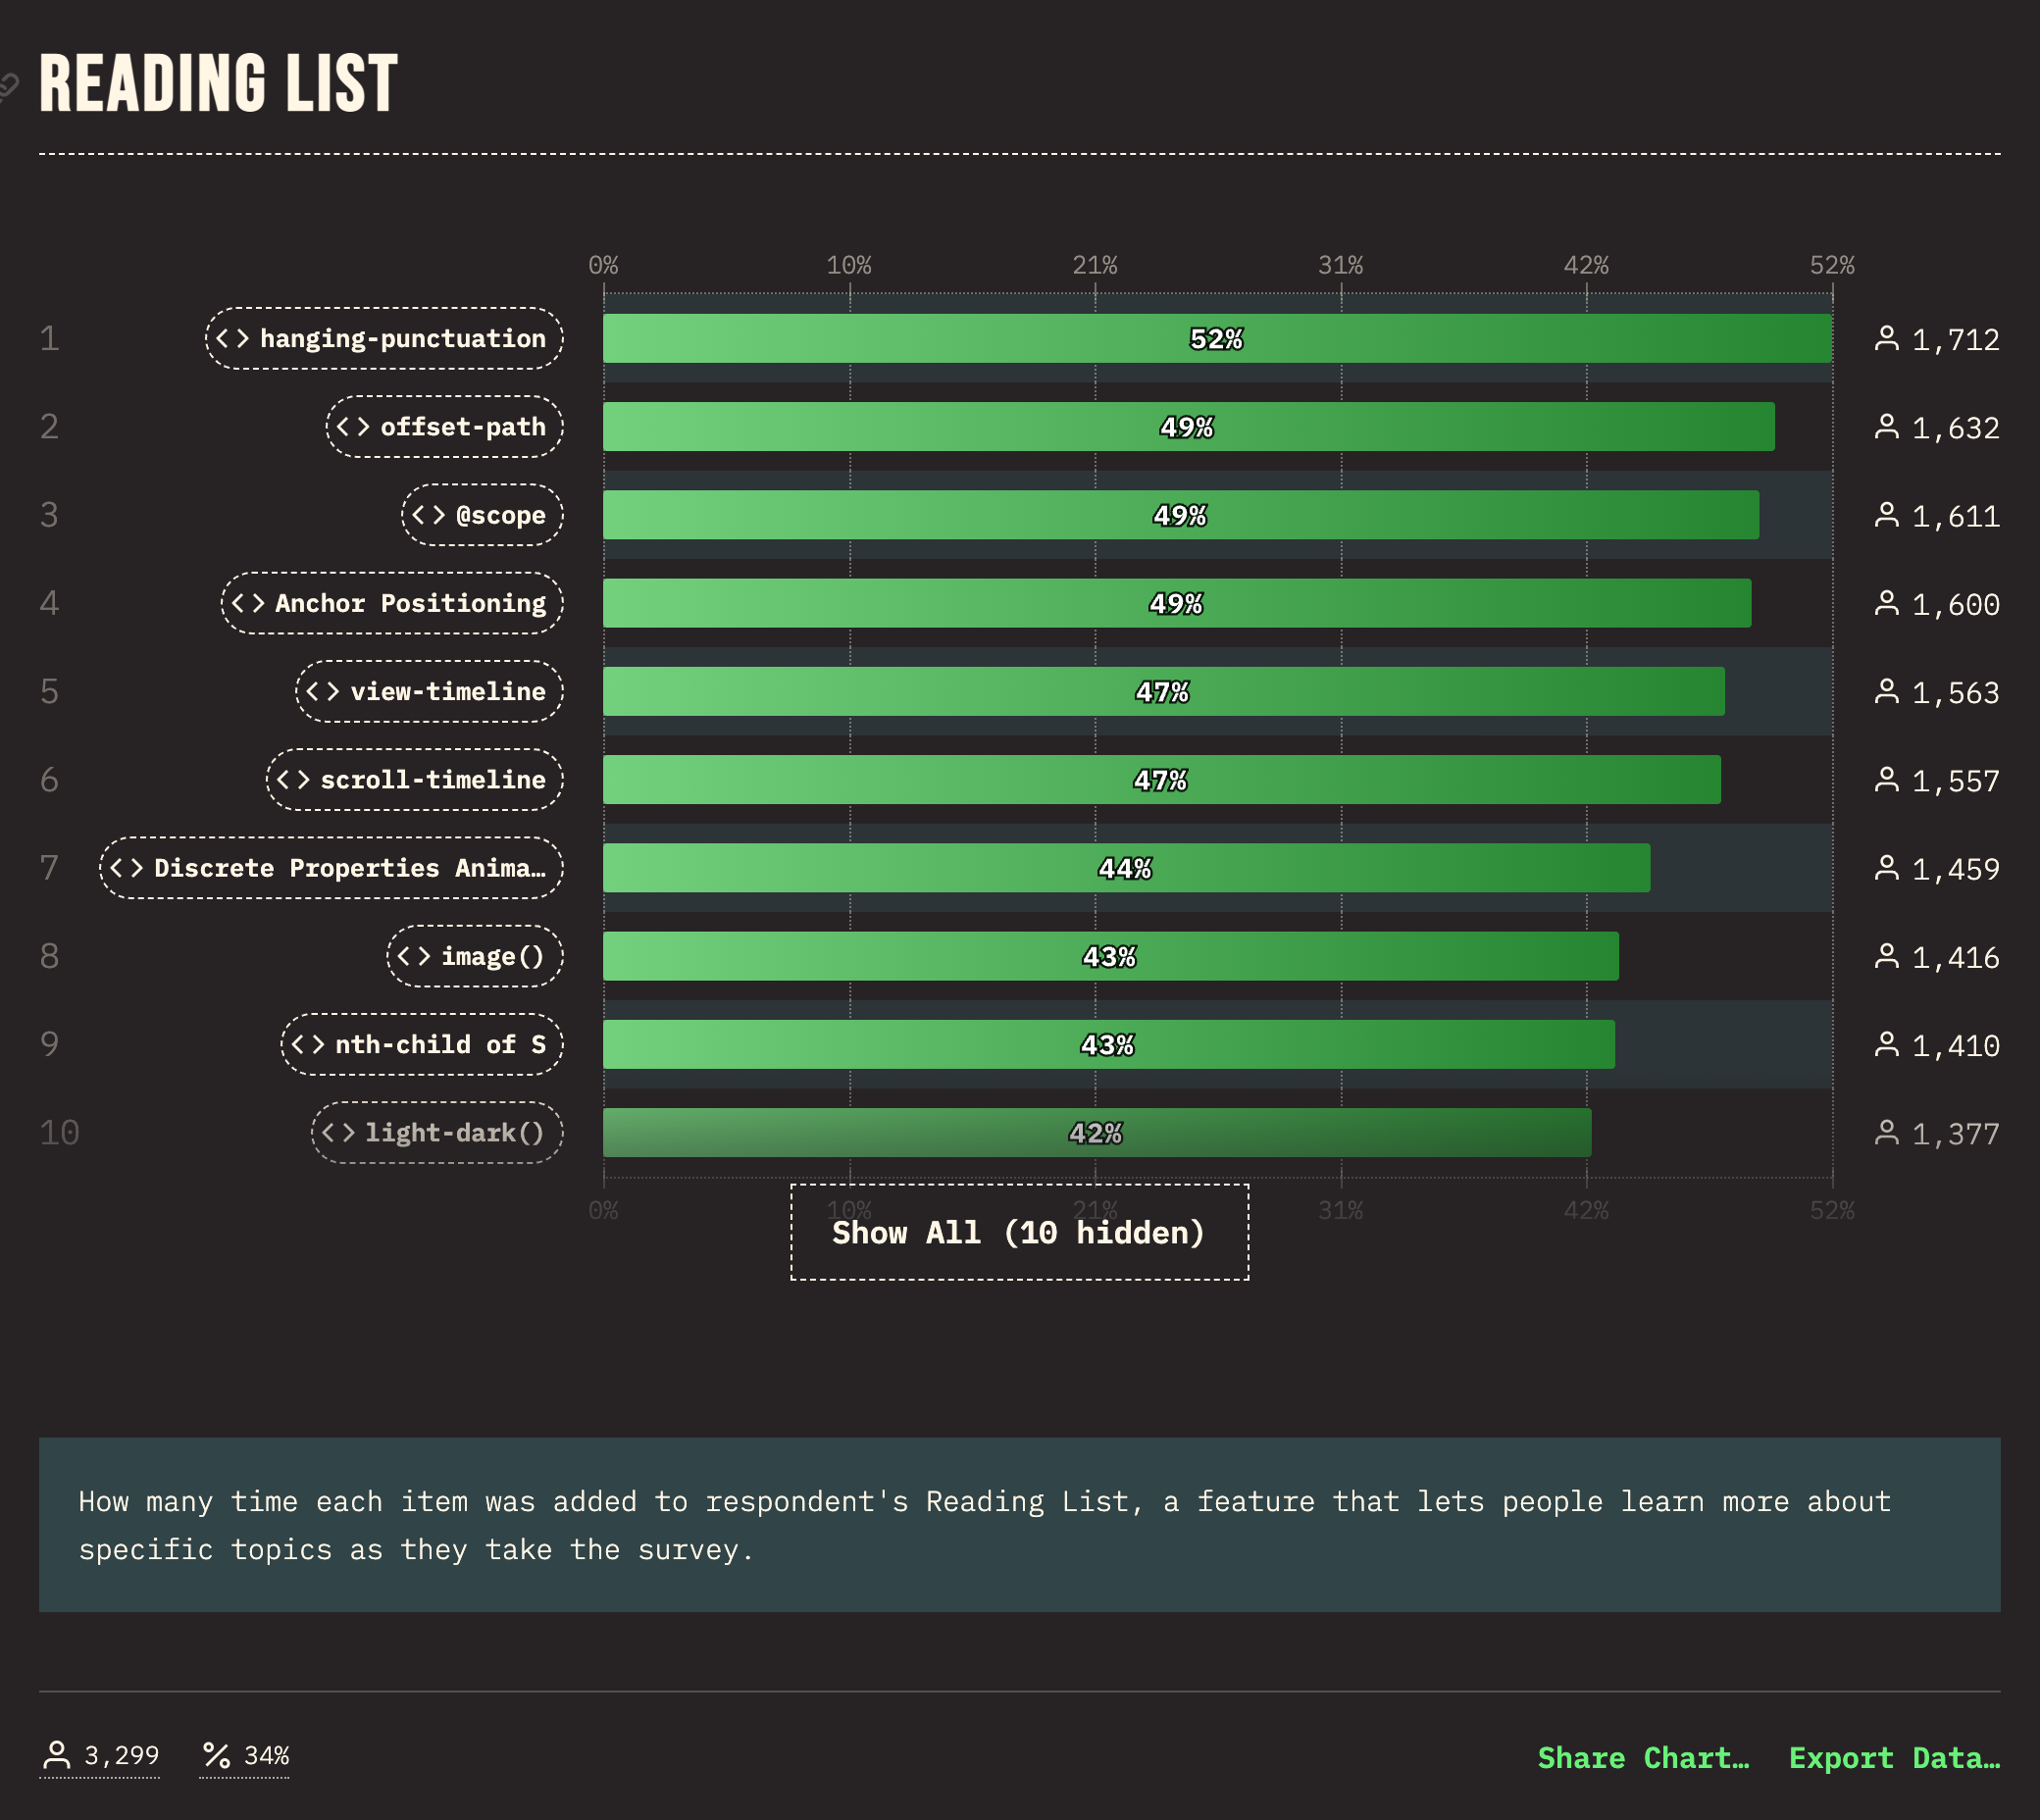 READING LIST
0% 10% 21% 31% 42% 52%
1 <> hanging-punctuation 52% 1,712
2 <> offset-path 49% 1,632
3 <> @scope 49% 1,611
4 <> Anchor Positioning 49% 1,600
5 <> view-timeline 47% 1,563
6 <> scroll-timeline 47% 1,557
7 <> Discrete Properties Anima… 44% 1,459
8 <> image() 43% 1,416
9 <> nth-child of S 43% 1,410
10 <> light-dark() 42% 1,377
0% 10% 21% 31% 42% 52%
Show All (10 hidden)
How many time each item was added to respondent's Reading List, a feature that lets people learn more about
specific topics as they take the survey.
3,299 % 34% Share Chart… Export Data…